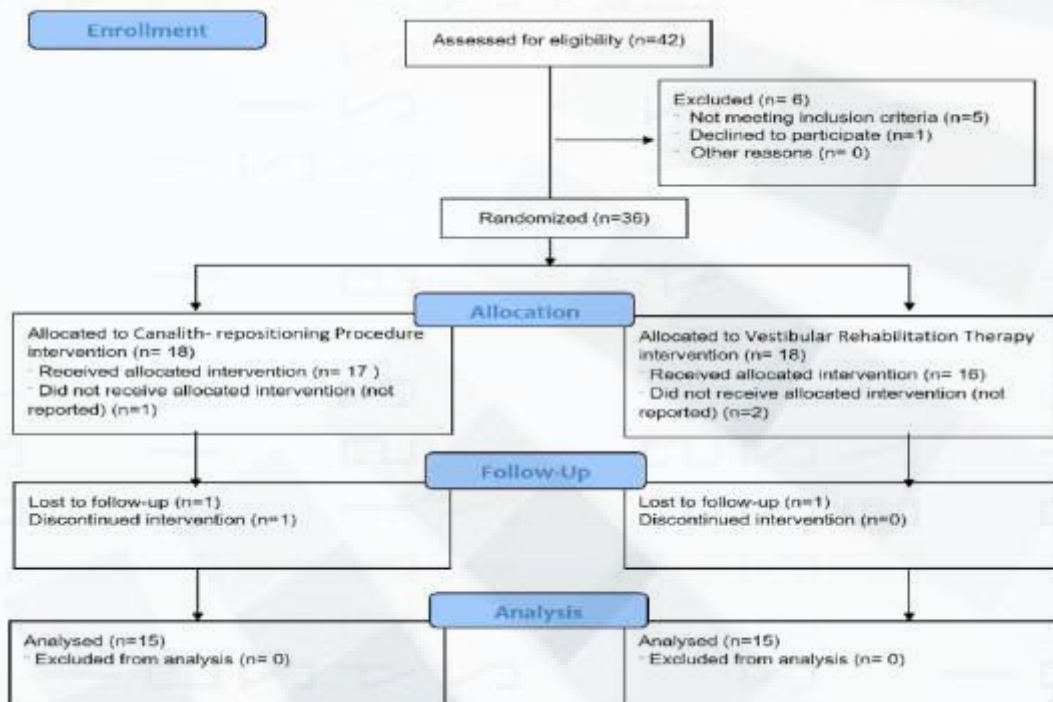 Enrollment
Assessed for eligibility (n=42)
Excluded (n= 6)
- Not meeting inclusion criteria (n=5)
- Declined to participate (n=1)
- Other reasons (n= 0)
Randomized (n=36)
Allocation
Allocated to Canalith- repositioning Procedure
intervention (n= 18)
- Received allocated intervention (n= 17 )
- Did not receive allocated intervention (not
reported) (n=1)
Allocated to Vestibular Rehabilitation Therapy
intervention (n= 18)
- Received allocated intervention (n= 16)
- Did not receive allocated intervention (not
reported) (n=2)
Follow-Up
Lost to follow-up (n=1)
Discontinued intervention (n=1)
Lost to follow-up (n=1)
Discontinued intervention (n=0)
Analysis
Analysed (n=15)
- Excluded from analysis (n= 0)
Analysed (n=15)
- Excluded from analysis (n= 0)